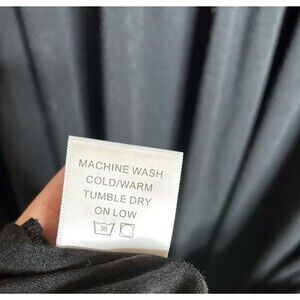 MACHINE WASH
COLD/WARM
TUMBLE DRY
ON LOW
30